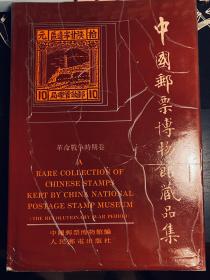 中國郵票博物館藏品集
革命戰爭時期卷
A
RARE COLLECTION OF
CHINESE STAMPS
KEPT BY CHINA NATIONAL
POSTAGE STAMP MUSEUM
(THE REVOLUTIONARY WAR PERIOD)
中國郵票博物館編
人民郵電出版社
10
10